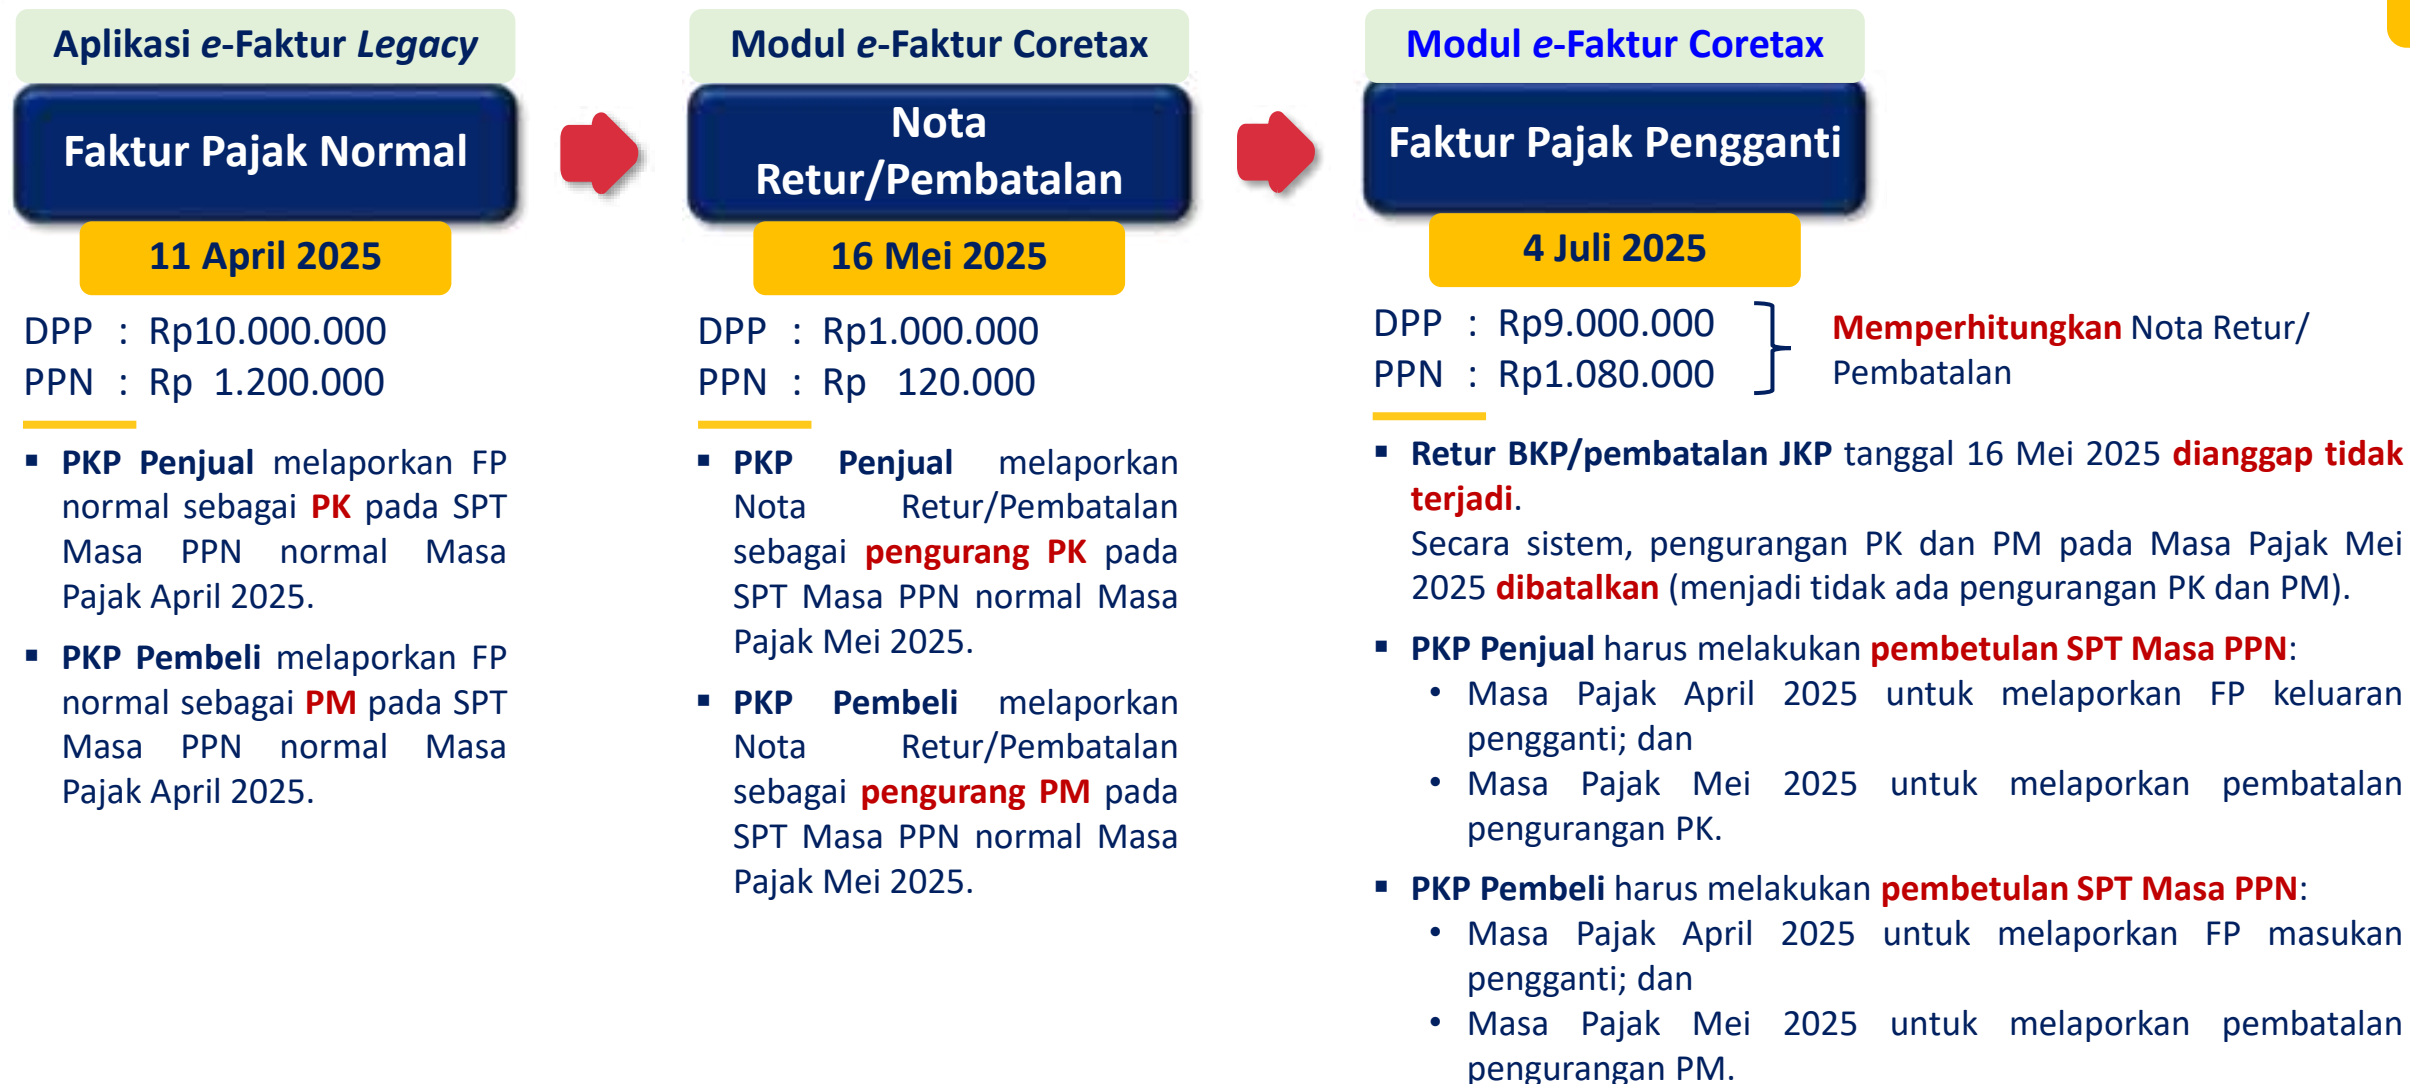 Aplikasi e-Faktur Legacy
Faktur Pajak Normal
11 April 2025
DPP : Rp10.000.000
PPN : Rp 1.200.000
▪ PKP Penjual melaporkan FP
normal sebagai PK pada SPT
Masa PPN normal Masa
Pajak April 2025.
▪ PKP Pembeli melaporkan FP
normal sebagai PM pada SPT
Masa PPN normal Masa
Pajak April 2025.
Modul e-Faktur Coretax
Nota
Retur/Pembatalan
16 Mei 2025
DPP : Rp1.000.000
PPN : Rp 120.000
▪ PKP Penjual melaporkan
Nota Retur/Pembatalan
sebagai pengurang PK pada
SPT Masa PPN normal Masa
Pajak Mei 2025.
▪ PKP Pembeli melaporkan
Nota Retur/Pembatalan
sebagai pengurang PM pada
SPT Masa PPN normal Masa
Pajak Mei 2025.
Modul e-Faktur Coretax
Faktur Pajak Pengganti
4 Juli 2025
DPP : Rp9.000.000
PPN : Rp1.080.000
Memperhitungkan Nota Retur/
Pembatalan
▪ Retur BKP/pembatalan JKP tanggal 16 Mei 2025 dianggap tidak
terjadi.
Secara sistem, pengurangan PK dan PM pada Masa Pajak Mei
2025 dibatalkan (menjadi tidak ada pengurangan PK dan PM).
▪ PKP Penjual harus melakukan pembetulan SPT Masa PPN:
• Masa Pajak April 2025 untuk melaporkan FP keluaran
pengganti; dan
• Masa Pajak Mei 2025 untuk melaporkan pembatalan
pengurangan PK.
▪ PKP Pembeli harus melakukan pembetulan SPT Masa PPN:
• Masa Pajak April 2025 untuk melaporkan FP masukan
pengganti; dan
• Masa Pajak Mei 2025 untuk melaporkan pembatalan
pengurangan PM.